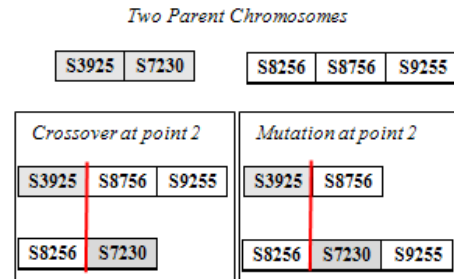 Two Parent Chromosomes
S3925 S7230
S8256 S8756 S9255
Crossover at point 2
S3925 S8756 S9255
S8256 S7230
Mutation at point 2
S3925 S8756
S8256 S7230 S9255